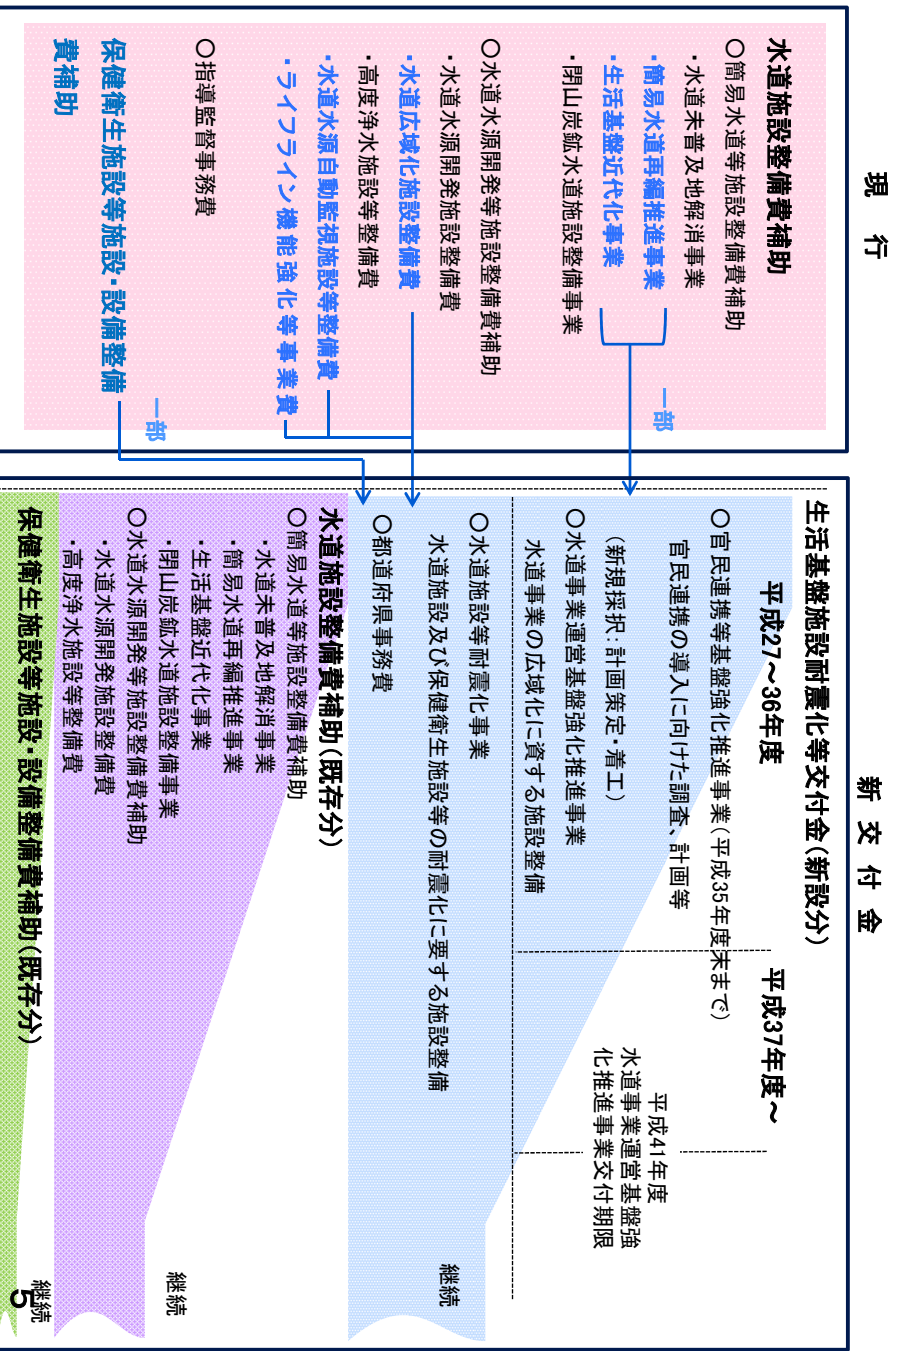 現　行
水道施設整備費補助
○簡易水道等施設整備費補助
・水道未普及地解消事業
・簡易水道再編推進事業
・生活基盤近代化事業
・閉山炭鉱水道施設整備事業
一部
○水道水源開発等施設整備費補助
・水道水源開発施設整備費
・水道広域化施設整備費
・高度浄水施設等整備費
・水道水源自動監視施設等整備費
・ライフライン機能強化等事業費
○指導監督事務費
保健衛生施設等施設・設備整備
費補助
一部
新　交　付　金
生活基盤施設耐震化等交付金（新設分）
平成27～36年度
平成37年度～
○官民連携等基盤強化推進事業（平成35年度末まで）
官民連携の導入に向けた調査、計画等
（新規採択：計画策定・着工）
○水道事業運営基盤強化推進事業
水道事業の広域化に資する施設整備
平成41年度
水道事業運営基盤強
化推進事業交付期限
○水道施設等耐震化事業
水道施設及び保健衛生施設等の耐震化に要する施設整備
○都道府県事務費
継続
水道施設整備費補助（既存分）
○簡易水道等施設整備費補助
・水道未普及地解消事業
・簡易水道再編推進事業
・生活基盤近代化事業
・閉山炭鉱水道施設整備事業
○水道水源開発等施設整備費補助
・水道水源開発施設整備費
・高度浄水施設等整備費
継続
保健衛生施設等施設・設備整備費補助（既存分）
継続
5